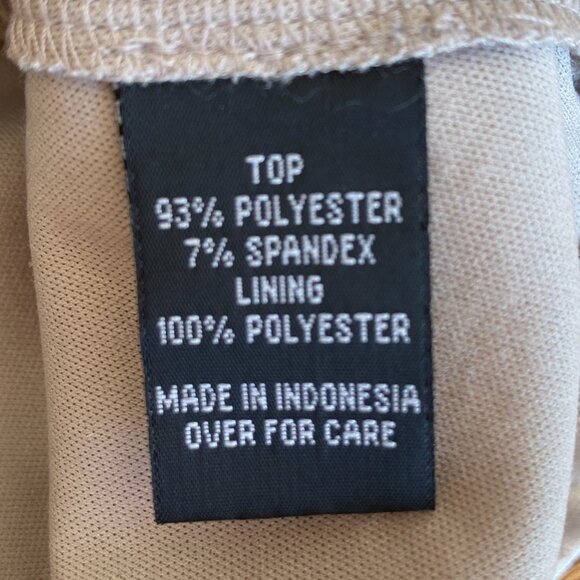 TOP
93% POLYESTER
7% SPANDEX
LINING
100% POLYESTER
MADE IN INDONESIA
OVER FOR CARE